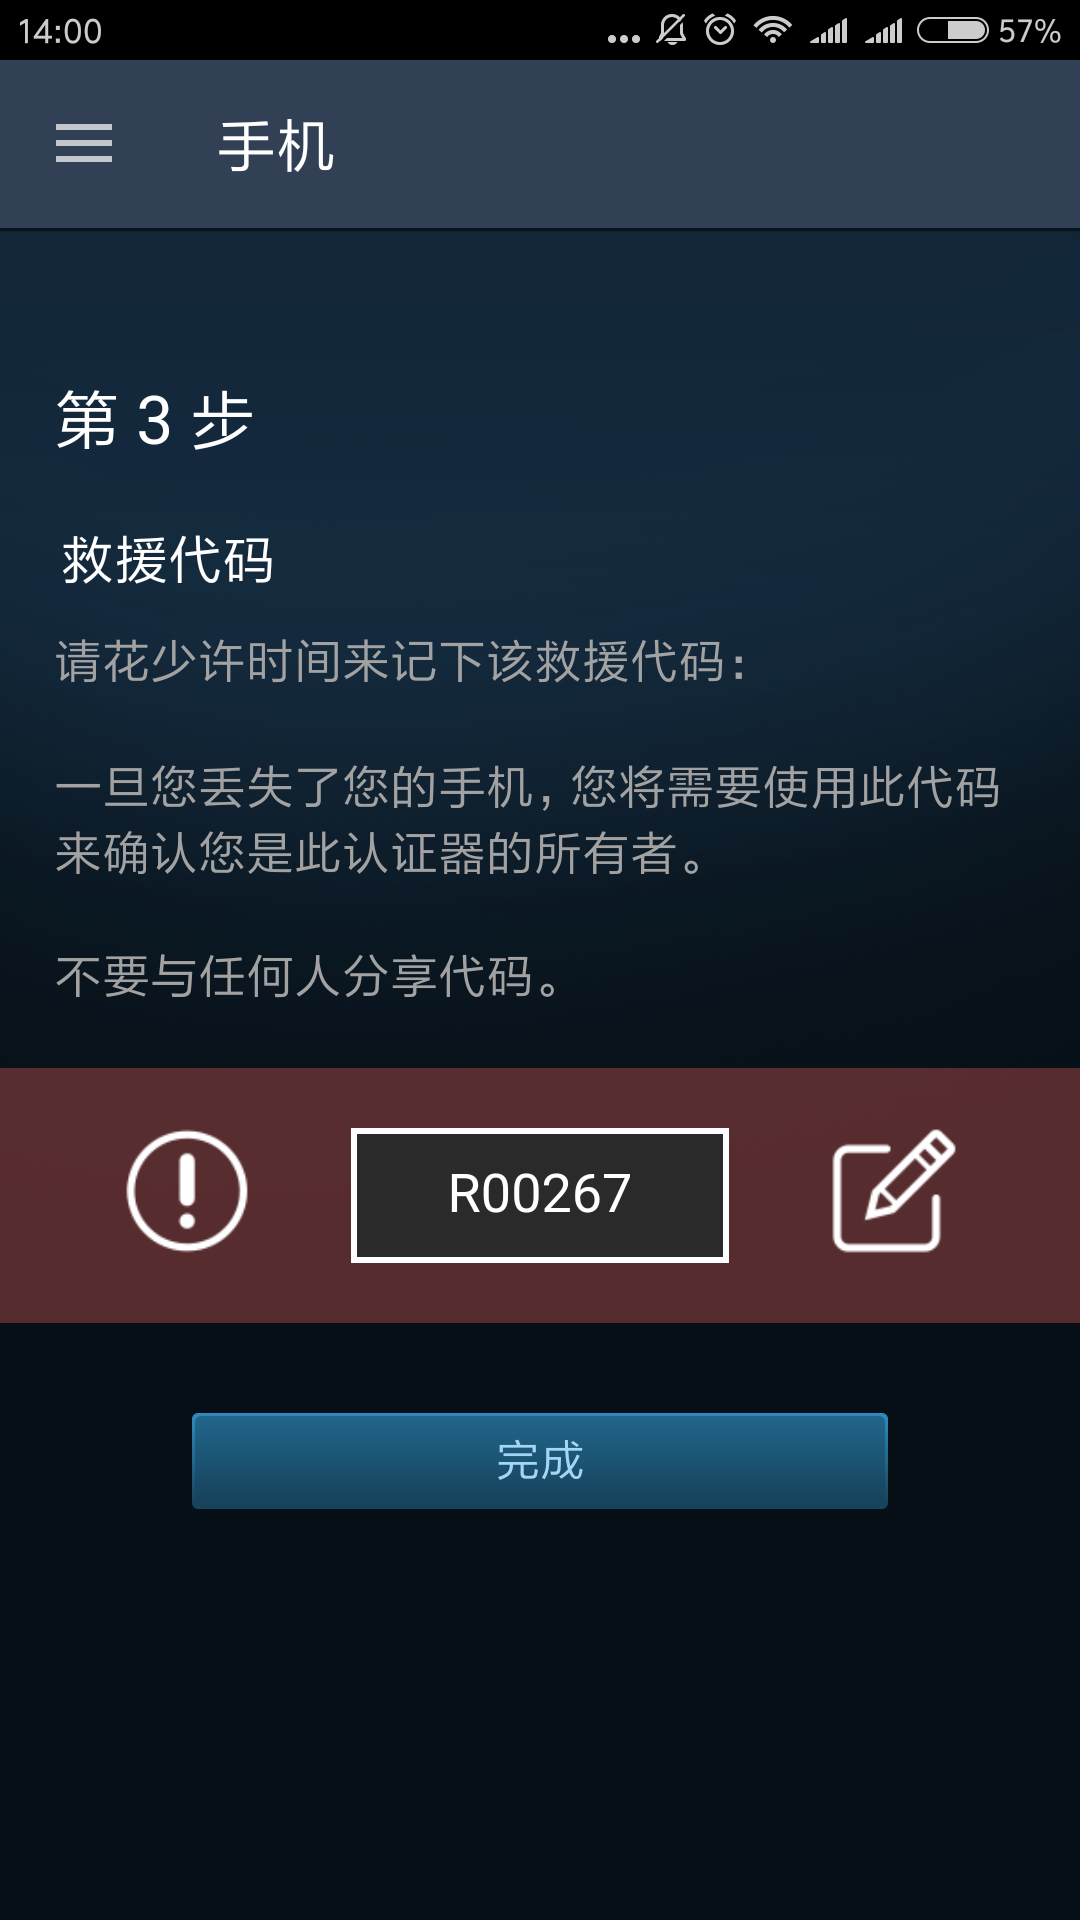 14:00
57%
手机
第 3 步
救援代码
请花少许时间来记下该救援代码：
一旦您丢失了您的手机，您将需要使用此代码
来确认您是此认证器的所有者。
不要与任何人分享代码。
R00267
完成